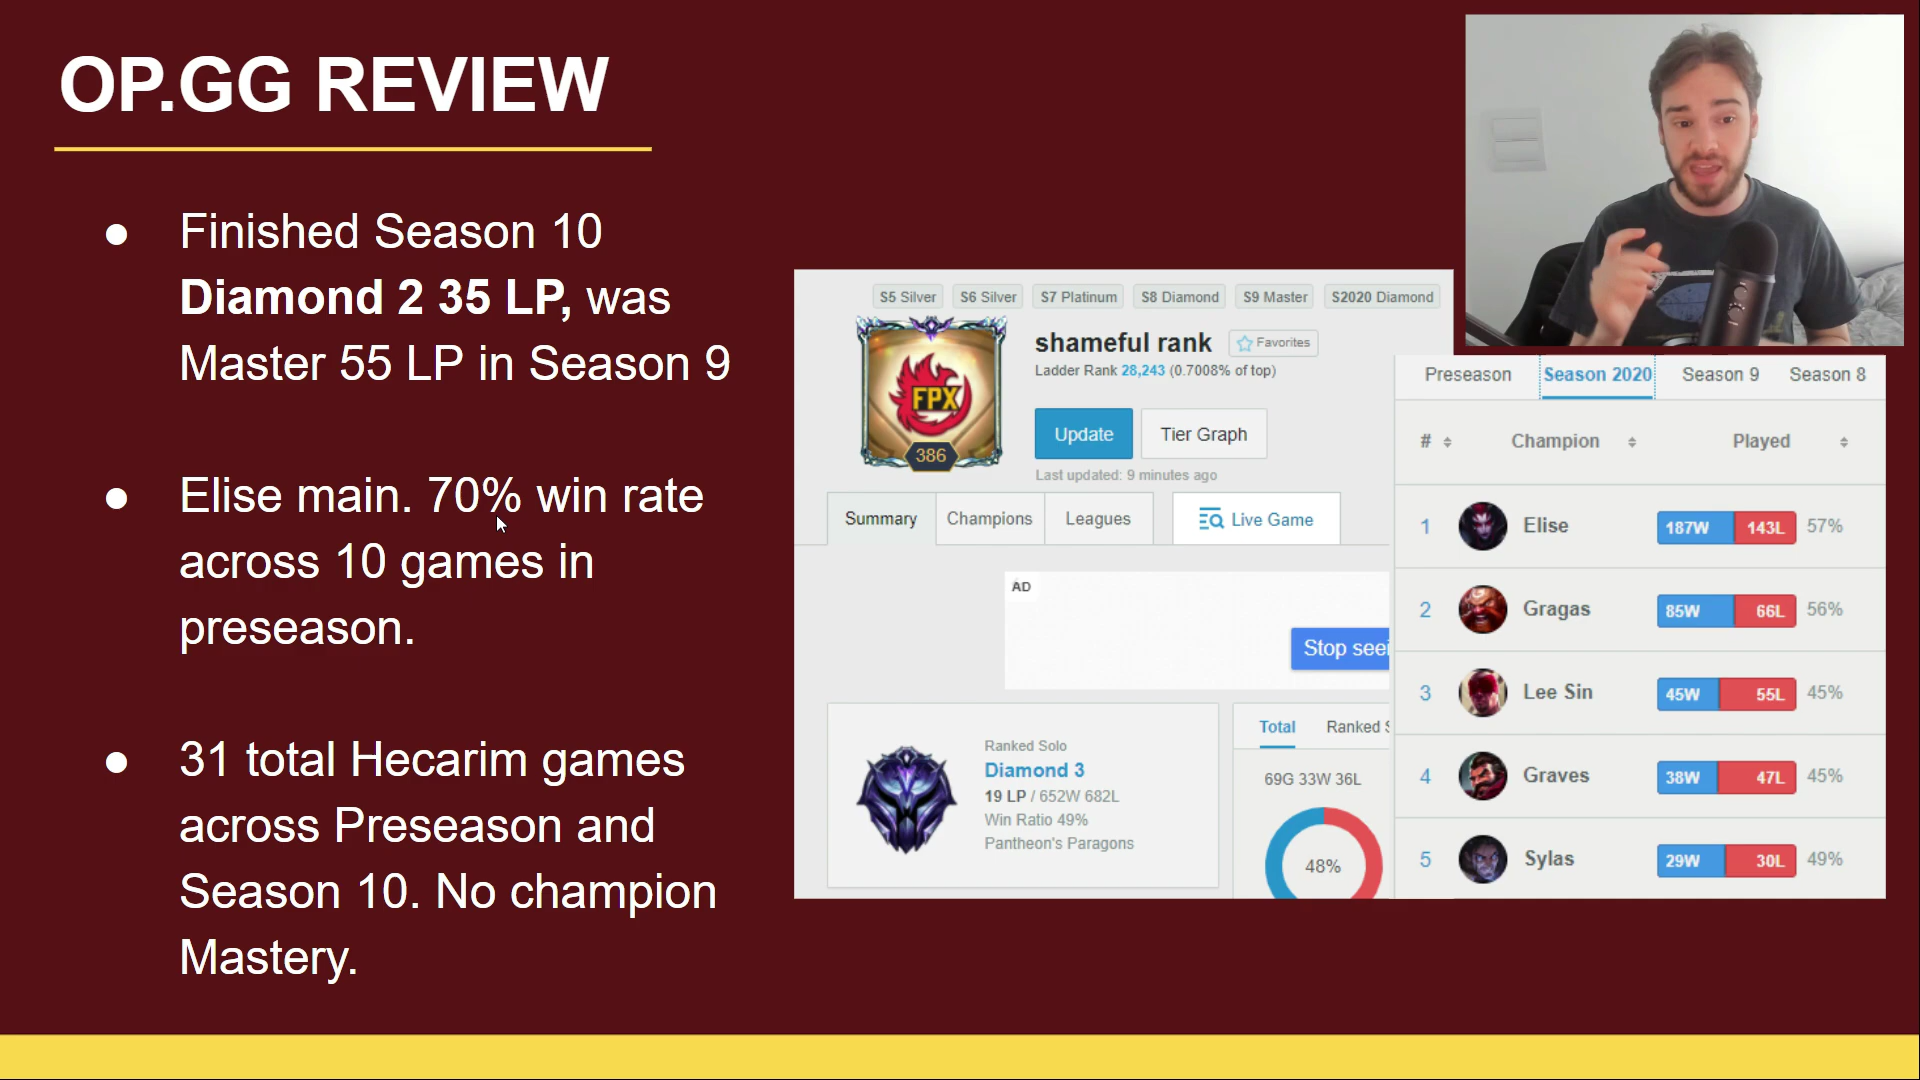 OP.GG REVIEW
● Finished Season 10
Diamond 2 35 LP, was
Master 55 LP in Season 9
● Elise main. 70% win rate
across 10 games in
preseason.
● 31 total Hecarim games
across Preseason and
Season 10. No champion
Mastery.
S5 Silver S6 Silver S7 Platinum S8 Diamond S9 Master S2020 Diamond
FPX
386
shameful rank Favorites
Ladder Rank 28,243 (0.7008% of top)
Update Tier Graph
Last updated: 9 minutes ago
Summary Champions Leagues Live Game
AD
Stop seei
Ranked Solo
Diamond 3
19 LP / 652W 682L
Win Ratio 49%
Pantheon's Paragons
Total Ranked S
69G 33W 36L
48%
Preseason Season 2020 Season 9 Season 8
# Champion Played
1 Elise 187W 143L 57%
2 Gragas 85W 66L 56%
3 Lee Sin 45W 55L 45%
4 Graves 38W 47L 45%
5 Sylas 29W 30L 49%